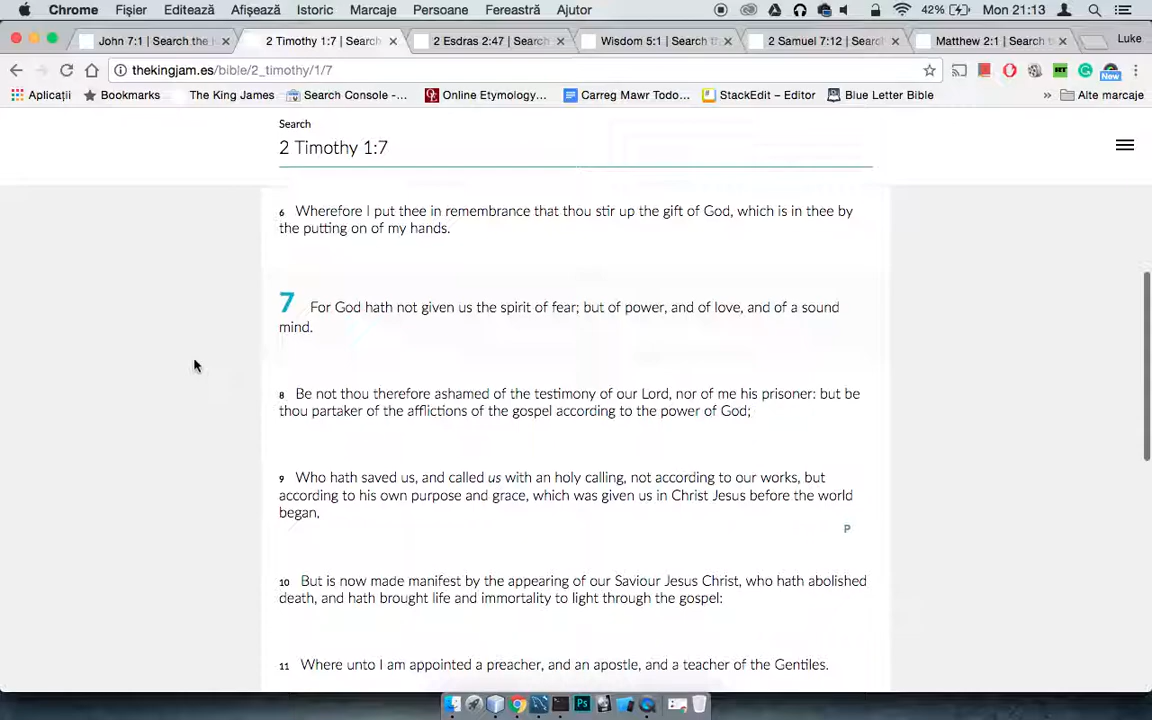 Chrome Fișier Editează Afișează Istoric Marcaje Persoane Fereastră Ajutor 42% Mon 21:13
John 7:1 | Search the 2 Timothy 1:7 | Search 2 Esdras 2:47 | Search Wisdom 5:1 | Search 2 Samuel 7:12 | Search Matthew 2:1 | Search Luke
thekingjam.es/bible/2_timothy/1/7 New
Aplicații Bookmarks The King James Search Console -... Online Etymology... Carreg Mawr Todo... StackEdit – Editor Blue Letter Bible » Alte marcaje
Search
2 Timothy 1:7
6 Wherefore I put thee in remembrance that thou stir up the gift of God, which is in thee by
the putting on of my hands.
7 For God hath not given us the spirit of fear; but of power, and of love, and of a sound
mind.
8 Be not thou therefore ashamed of the testimony of our Lord, nor of me his prisoner: but be
thou partaker of the afflictions of the gospel according to the power of God;
9 Who hath saved us, and called us with an holy calling, not according to our works, but
according to his own purpose and grace, which was given us in Christ Jesus before the world
began,
P
10 But is now made manifest by the appearing of our Saviour Jesus Christ, who hath abolished
death, and hath brought life and immortality to light through the gospel:
11 Where unto I am appointed a preacher, and an apostle, and a teacher of the Gentiles.
Ps